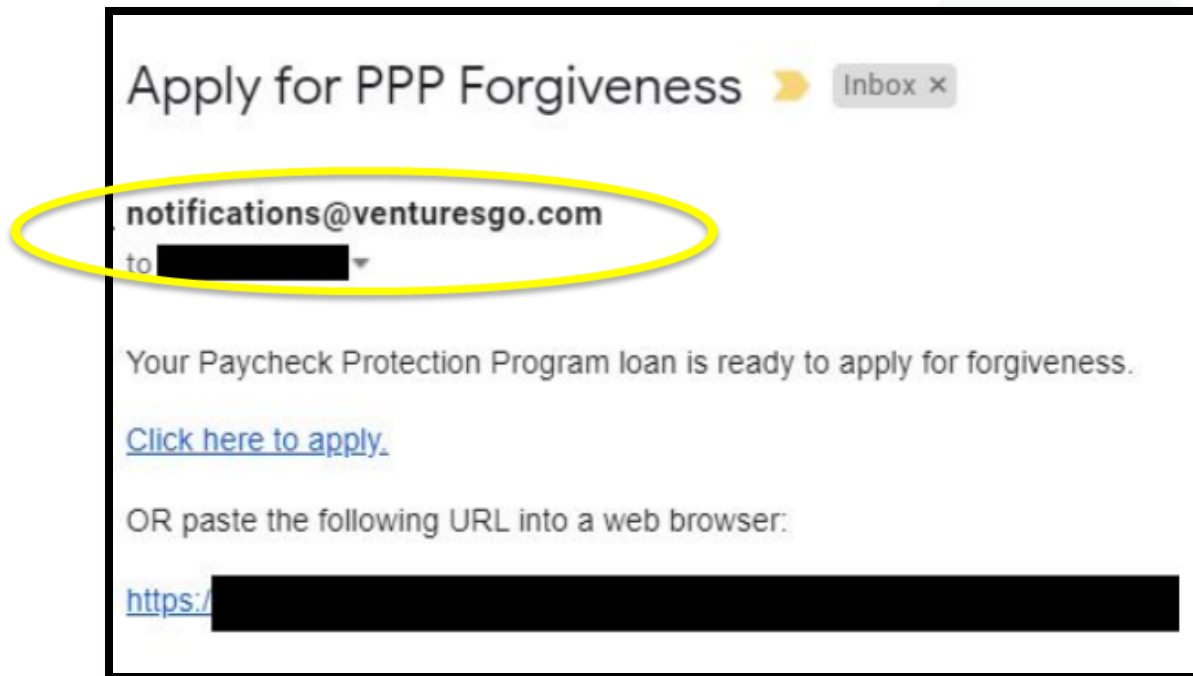 Apply for PPP Forgiveness Inbox ×
notifications@venturesgo.com
to
Your Paycheck Protection Program loan is ready to apply for forgiveness.
Click here to apply.
OR paste the following URL into a web browser:
https:/